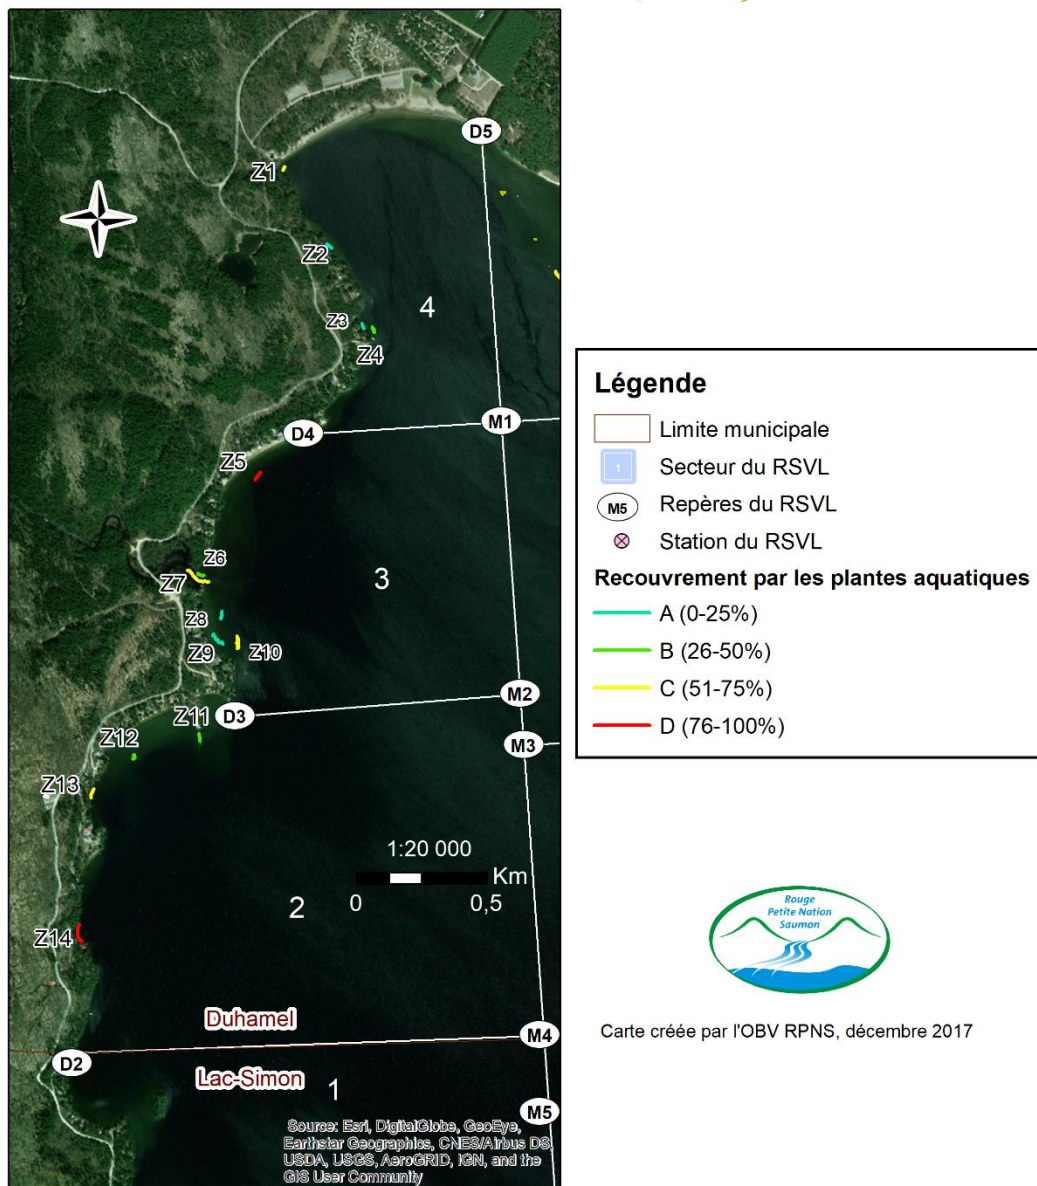 D5
Z1
Z2
4
Z3
Z4
D4
M1
Z5
3
Z6
Z7
Z8
Z9
Z10
M2
Z11
D3
M3
Z12
Z13
1:20 000
Km
0
0,5
2
Z14
Duhamel
M4
D2
Lac-Simon
1
M5
Source: Esri, DigitalGlobe, GeoEye,
Earthstar Geographics, CNES/Airbus DS,
USDA, USGS, AeroGRID, IGN, and the
GIS User Community
Légende
Limite municipale
1
Secteur du RSVL
M5
Repères du RSVL
Station du RSVL
Recouvrement par les plantes aquatiques
A (0-25%)
B (26-50%)
C (51-75%)
D (76-100%)
Rouge
Petite Nation
Saumon
Carte créée par l'OBV RPNS, décembre 2017